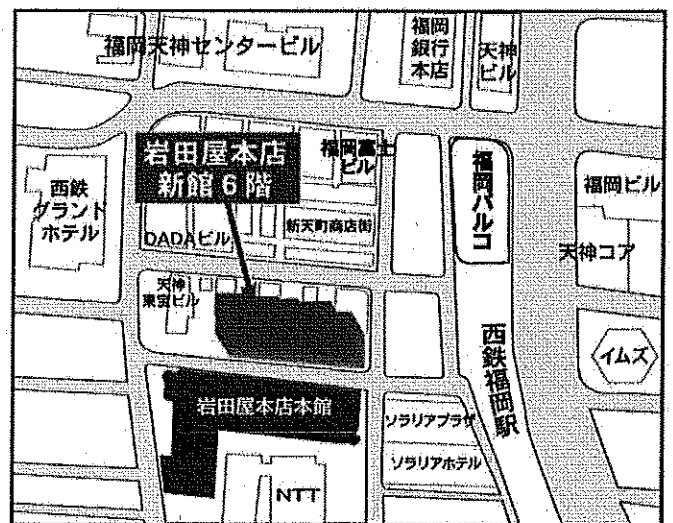 福岡天神センタービル
福岡
銀行
本店
天神
ビル
岩田屋本店
新館6階
福岡富士
ビル
福岡パルコ
西鉄
グランド
ホテル
福岡ビル
新天町商店街
DADAビル
天神コア
天神
東宝ビル
西鉄福岡駅
イムズ
岩田屋本店本館
ソラリアプラザ
ソラリアホテル
NTT